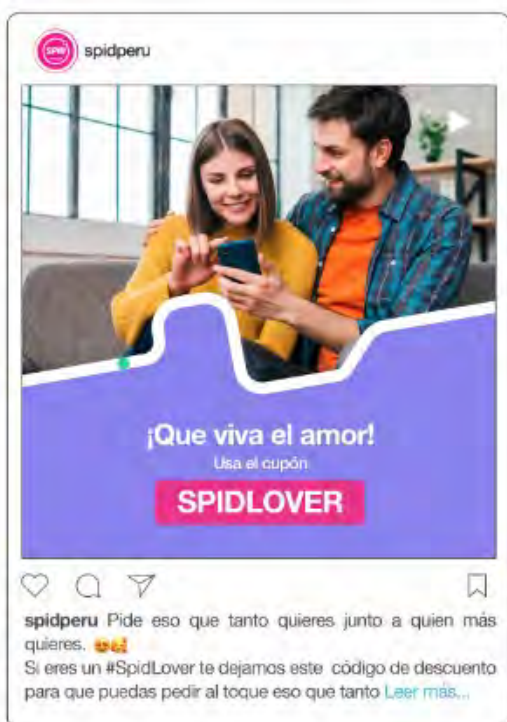 SPW
spidperu
¡Que viva el amor!
Usa el cupón
SPIDLOVER
spidperu Pide eso que tanto quieres junto a quien más
quieres. 😍🥰
Si eres un #SpidLover te dejamos este código de descuento
para que puedas pedir al toque eso que tanto Leer más...